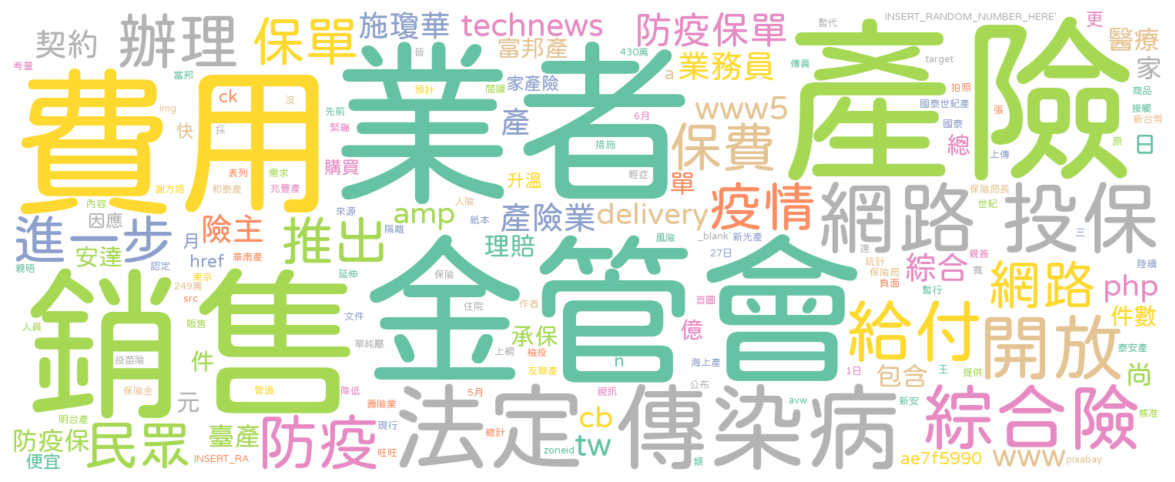 契約 辦理 保單 施瓊華 technews 防疫保單 暫代 INSERT_RANDOM_NUMBER_HERE' 更 醫療
考量 富邦 皆 430萬 富邦產 閱讀 家產險 a 業務員 傳真 target 家
費用 業者 產險
img 沒 ck 先前 預計 產 6月 www5 拍照 商品 接觸 新台幣
快 採 緊繃 措施 保費 國泰世紀產 國泰 張 總 原 日
謝方娪 和泰產 表列 需求 兆豐產 購買 升溫 輕症 單 上傳
內容 因應 人險 來源 紙本 amp 產險業 delivery 疫情 網路 投保 保險局長 世紀
進一步 月 險主 推出 隔離 理賠 風險 _blank' 新光產 達 三
安達 href 華南產 27日 統計 綜合 親簽 寬 陸續
親晤 認定 東京 延伸 保險 保險局 負面 網路 php
銷售 金管會
249萬 src 住院 作者 百圖 暫行 件數
人員 販售 文件 承保 億 給付 開放
疫苗險 件 單純屬 上稿 檢疫 n 海上產 1日 王 提供 泰安產
保險金 管道 降低 友聯產 視訊 公布 包含 尚
元 壽險業 5月 法定 傳染病 avw 新安 綜合險 核准
明台產 防疫保 民眾 臺產 防疫 現行 總計 cb
便宜 INSERT_RA 旺旺 zoneid tw 類 ae7f5990 www pixabay